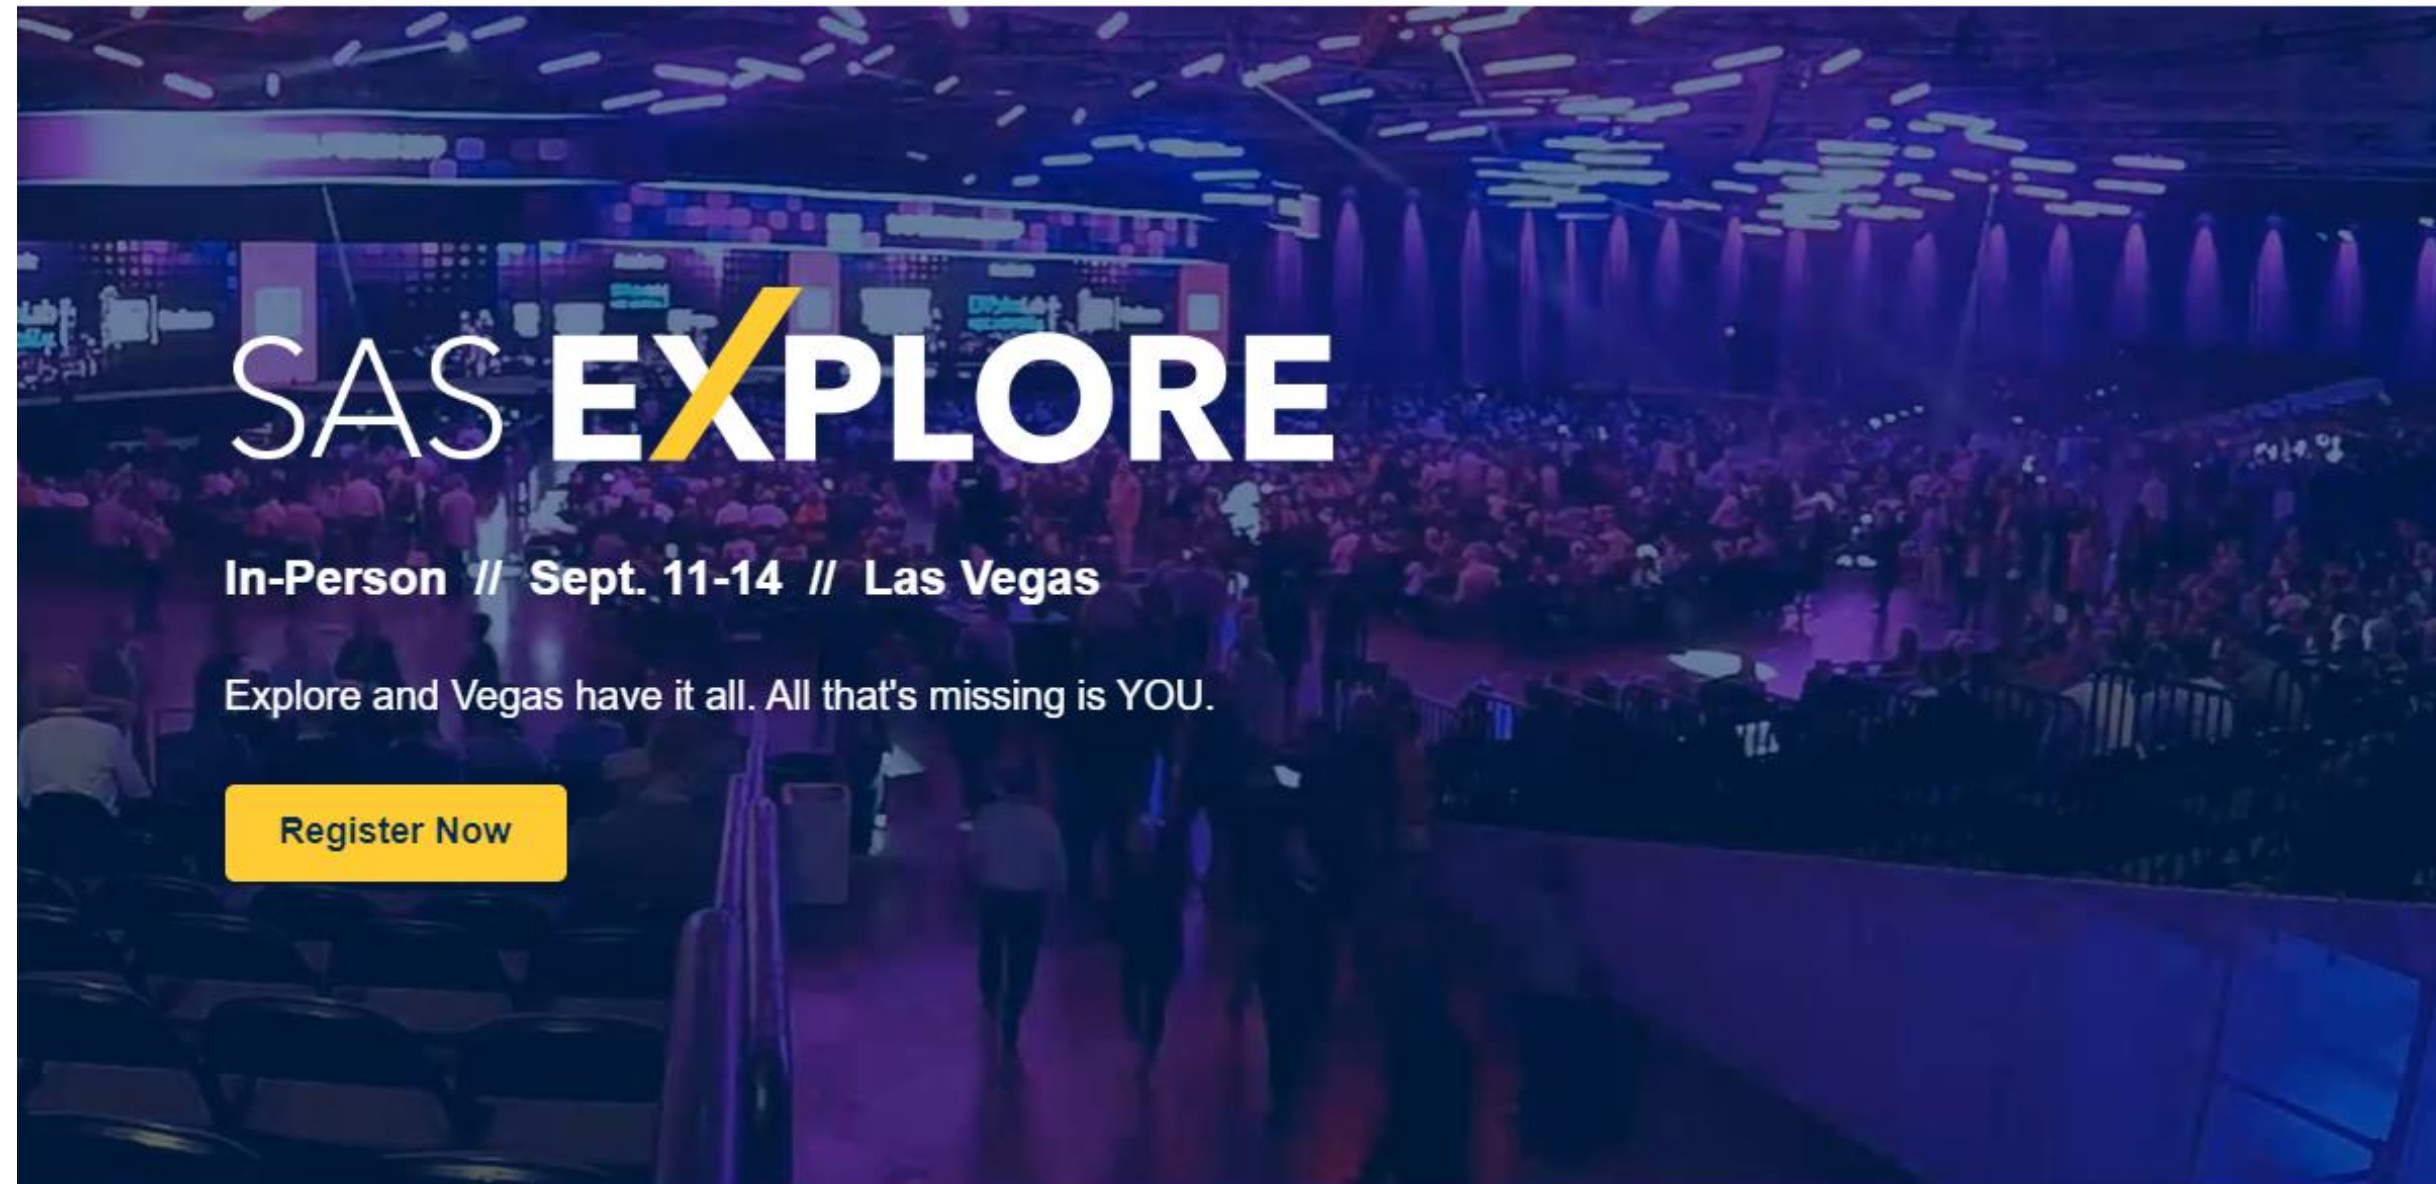 SAS EXPLORE
In-Person // Sept. 11-14 // Las Vegas
Explore and Vegas have it all. All that's missing is YOU.
Register Now